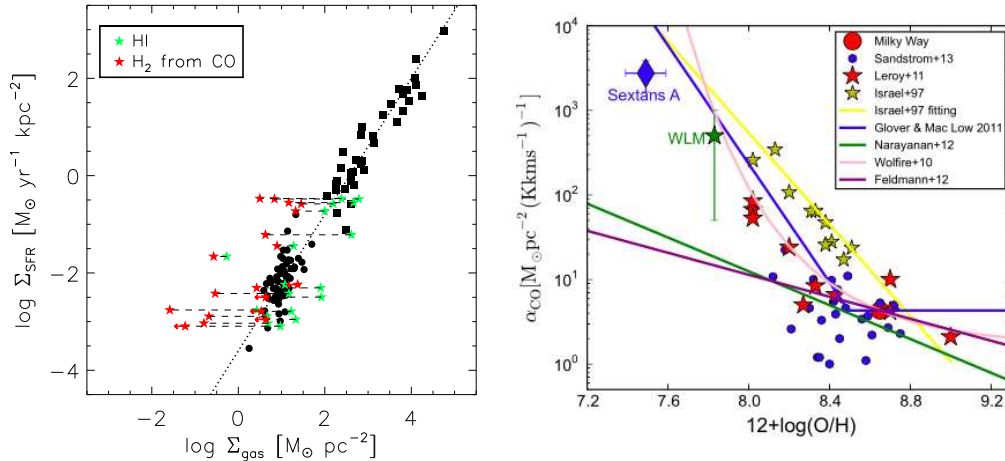 HI
H₂ from CO
log Σ_SFR [M⊙ yr⁻¹ kpc⁻²]
2
0
−2
−4
−2
0
2
4
log Σ_gas [M⊙ pc⁻²]
Milky Way
Sandstrom+13
Leroy+11
Israel+97
Israel+97 fitting
Glover & Mac Low 2011
Narayanan+12
Wolfire+10
Feldmann+12
Sextans A
WLM
α_CO[M⊙pc⁻² (Kkms⁻¹)⁻¹)
10⁴
10³
10²
10¹
10⁰
7.2
7.6
8.0
8.4
8.8
9.2
12+log(O/H)